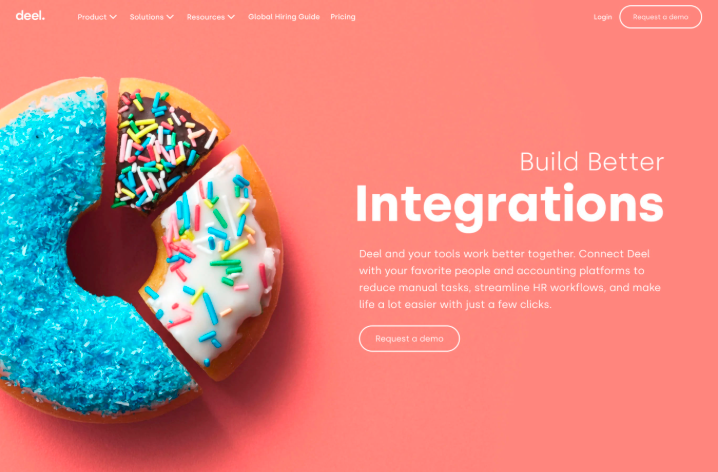 deel.
Product
Solutions
Resources
Global Hiring Guide
Pricing
Login
Request a demo
Build Better
Integrations
Deel and your tools work better together. Connect Deel
with your favorite people and accounting platforms to
reduce manual tasks, streamline HR workflows, and make
life a lot easier with just a few clicks.
Request a demo